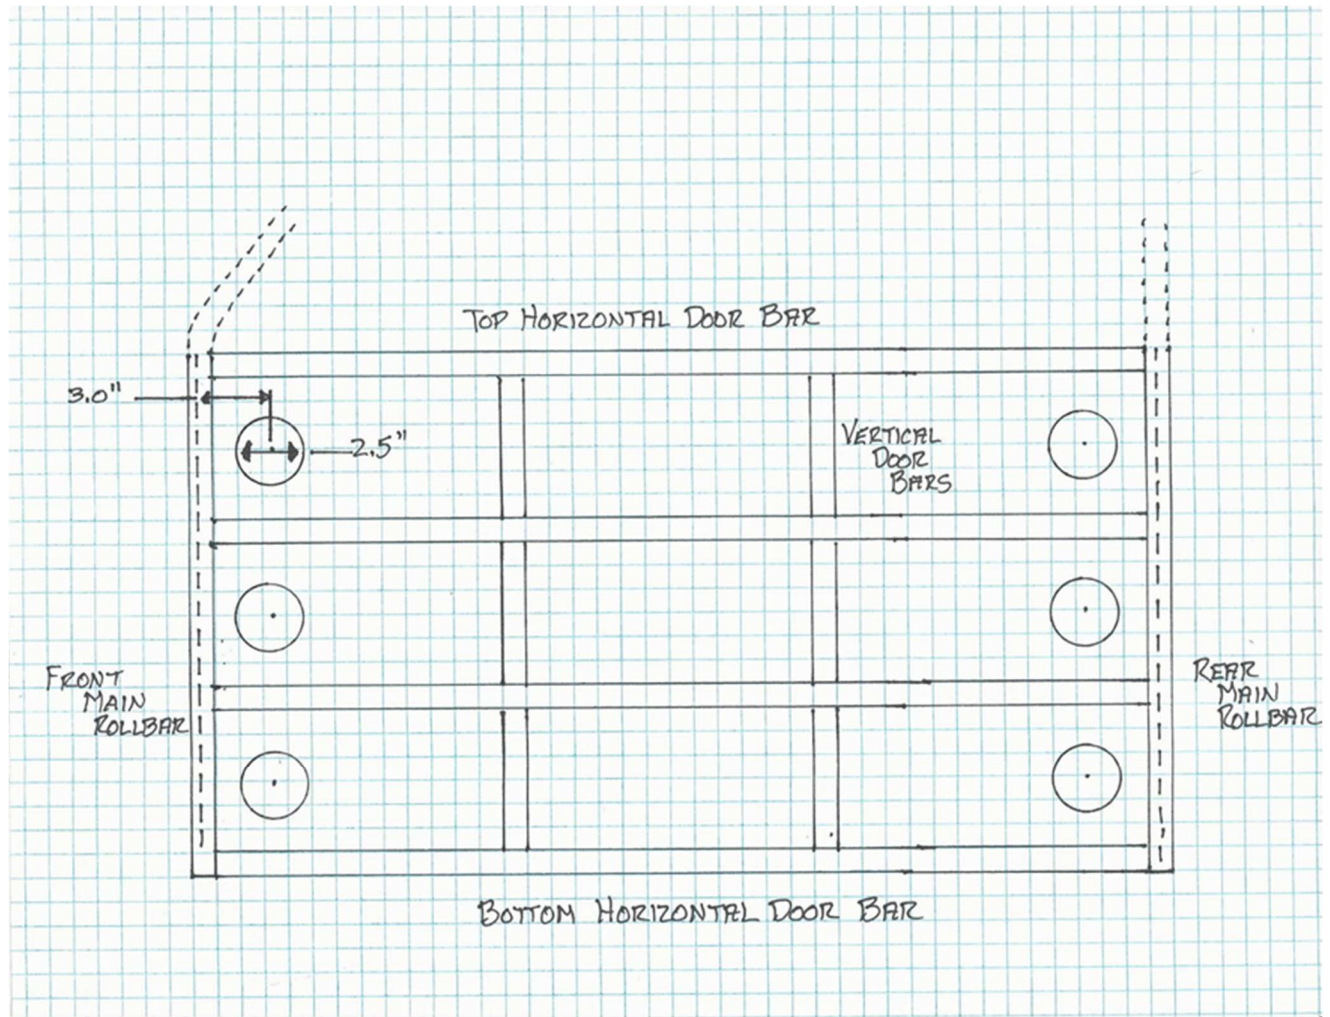 TOP HORIZONTAL DOOR BAR
3.0"
2.5"
VERTICAL
DOOR
BARS
FRONT
MAIN
ROLLBAR
REAR
MAIN
ROLLBAR
BOTTOM HORIZONTAL DOOR BAR